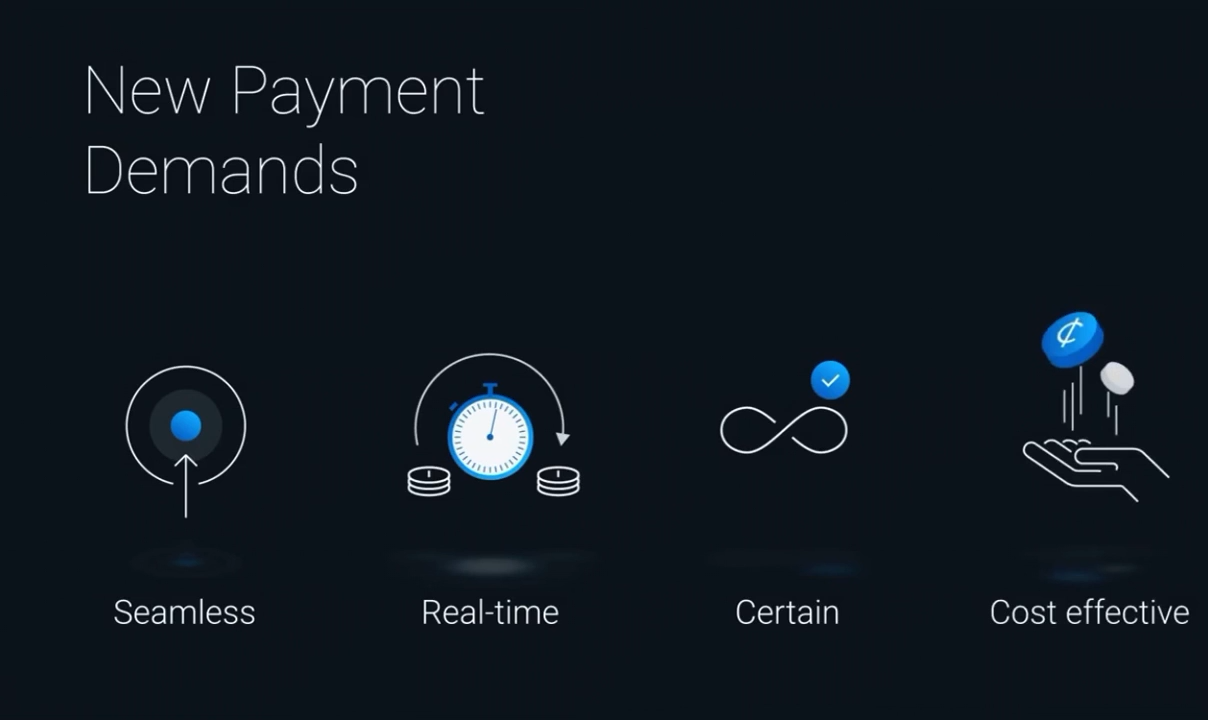 New Payment
Demands
¢
Seamless
Real-time
Certain
Cost effective